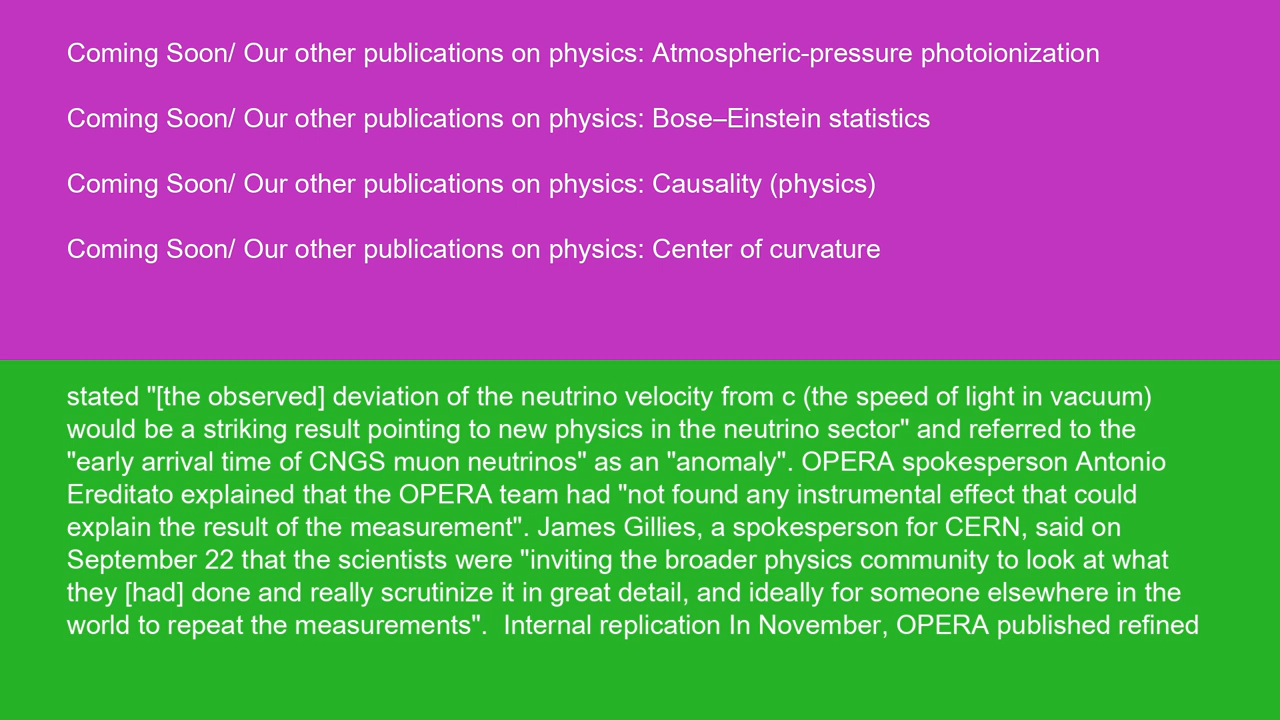 Coming Soon/ Our other publications on physics: Atmospheric-pressure photoionization
Coming Soon/ Our other publications on physics: Bose–Einstein statistics
Coming Soon/ Our other publications on physics: Causality (physics)
Coming Soon/ Our other publications on physics: Center of curvature
stated "[the observed] deviation of the neutrino velocity from c (the speed of light in vacuum)
would be a striking result pointing to new physics in the neutrino sector" and referred to the
"early arrival time of CNGS muon neutrinos" as an "anomaly". OPERA spokesperson Antonio
Ereditato explained that the OPERA team had "not found any instrumental effect that could
explain the result of the measurement". James Gillies, a spokesperson for CERN, said on
September 22 that the scientists were "inviting the broader physics community to look at what
they [had] done and really scrutinize it in great detail, and ideally for someone elsewhere in the
world to repeat the measurements".  Internal replication In November, OPERA published refined